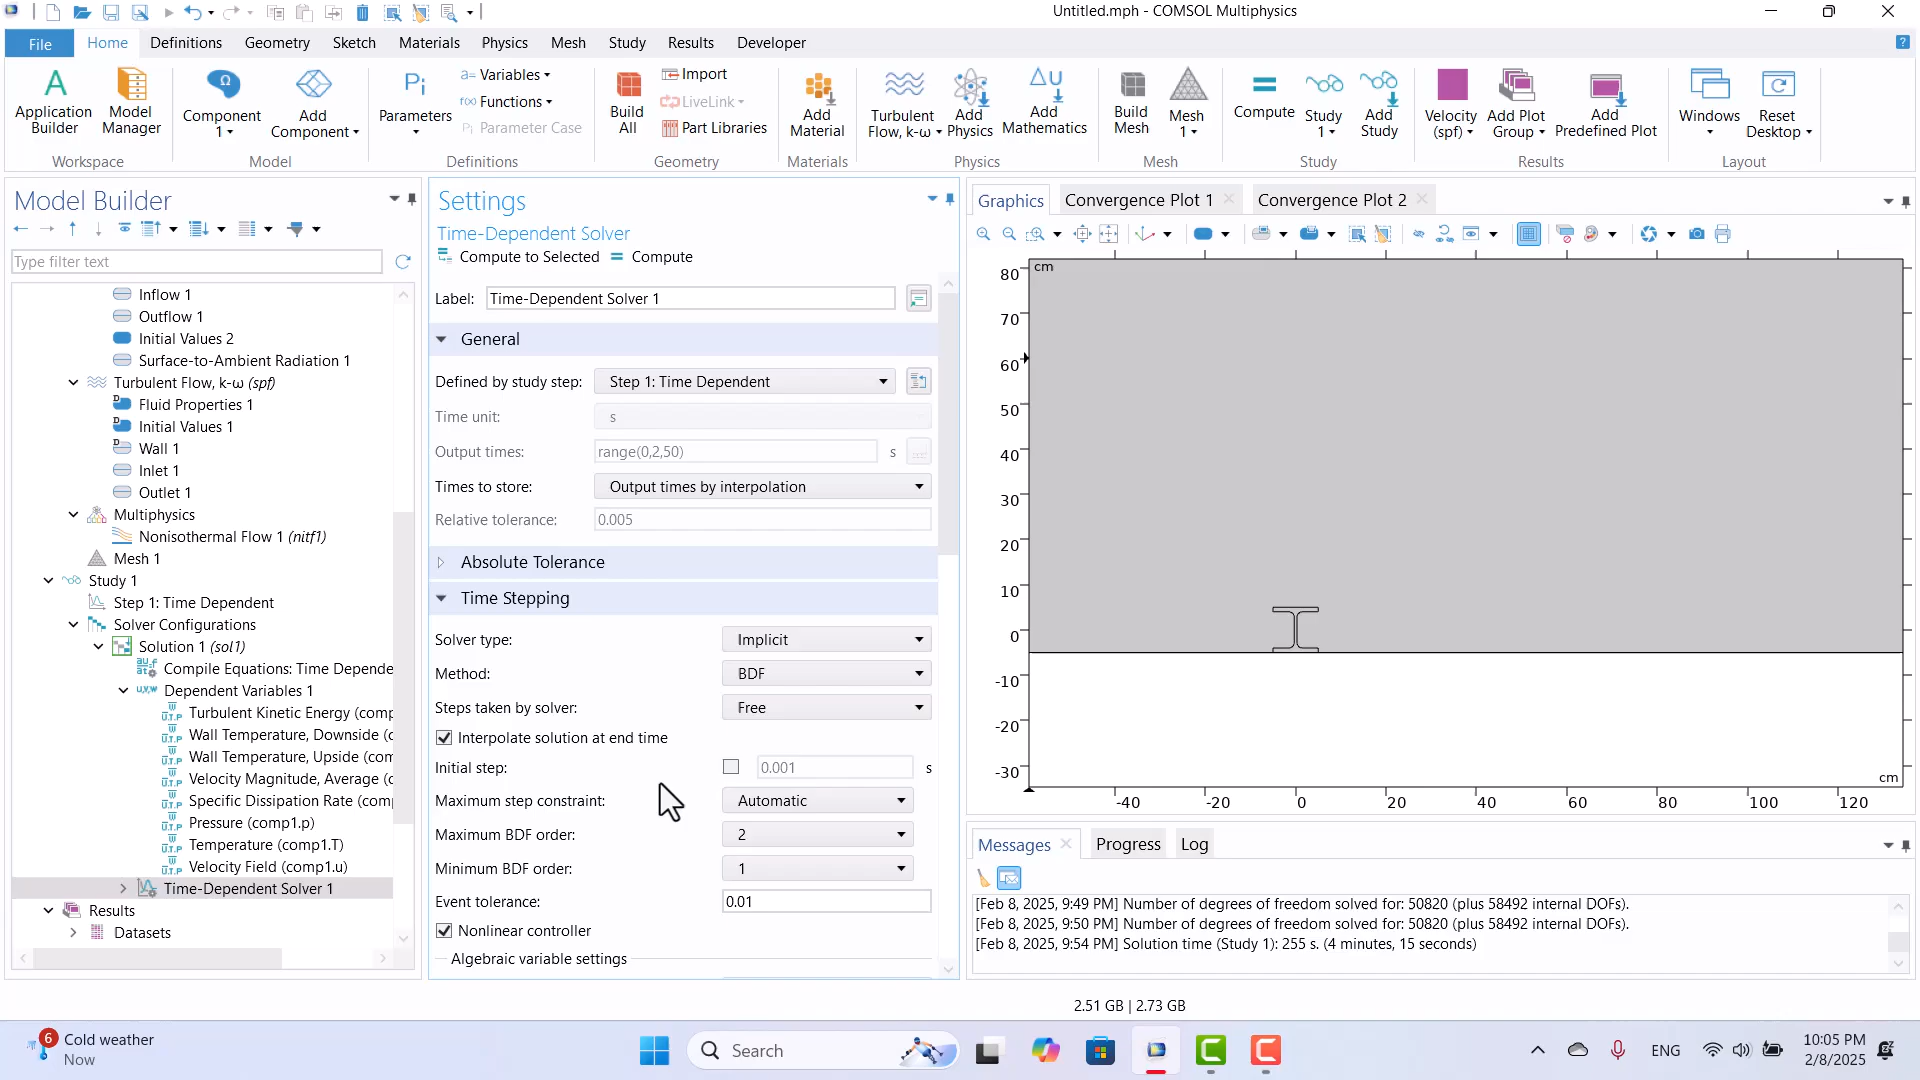 Untitled.mph - COMSOL Multiphysics
File
Home
Definitions
Geometry
Sketch
Materials
Physics
Mesh
Study
Results
Developer
Application Builder
Model Manager
Workspace
Component 1
Add Component
Model
Pi
Parameters
a= Variables
f(x) Functions
Pi Parameter Case
Definitions
Build All
Import
LiveLink
Part Libraries
Geometry
Add Material
Materials
Turbulent Flow, k-ω
Add Physics
Add Mathematics
Physics
Build Mesh
Mesh 1
Mesh
Compute
Study 1
Add Study
Study
Velocity (spf)
Add Plot Group
Add Predefined Plot
Results
Windows
Reset Desktop
Layout
Model Builder
Type filter text
Inflow 1
Outflow 1
Initial Values 2
Surface-to-Ambient Radiation 1
Turbulent Flow, k-ω (spf)
Fluid Properties 1
Initial Values 1
Wall 1
Inlet 1
Outlet 1
Multiphysics
Nonisothermal Flow 1 (nitf1)
Mesh 1
Study 1
Step 1: Time Dependent
Solver Configurations
Solution 1 (sol1)
Compile Equations: Time Depende
Dependent Variables 1
Turbulent Kinetic Energy (comp
Wall Temperature, Downside (c
Wall Temperature, Upside (com
Velocity Magnitude, Average (c
Specific Dissipation Rate (com
Pressure (comp1.p)
Temperature (comp1.T)
Velocity Field (comp1.u)
Time-Dependent Solver 1
Results
Datasets
Settings
Time-Dependent Solver
Compute to Selected
= Compute
Label: Time-Dependent Solver 1
General
Defined by study step: Step 1: Time Dependent
Time unit: s
Output times: range(0,2,50) s
Times to store: Output times by interpolation
Relative tolerance: 0.005
Absolute Tolerance
Time Stepping
Solver type: Implicit
Method: BDF
Steps taken by solver: Free
Interpolate solution at end time
Initial step: 0.001 s
Maximum step constraint: Automatic
Maximum BDF order: 2
Minimum BDF order: 1
Event tolerance: 0.01
Nonlinear controller
Algebraic variable settings
Graphics
Convergence Plot 1
Convergence Plot 2
cm
80
70
60
50
40
30
20
10
0
-10
-20
-30
cm
-40 -20 0 20 40 60 80 100 120
Messages
Progress
Log
[Feb 8, 2025, 9:49 PM] Number of degrees of freedom solved for: 50820 (plus 58492 internal DOFs).
[Feb 8, 2025, 9:50 PM] Number of degrees of freedom solved for: 50820 (plus 58492 internal DOFs).
[Feb 8, 2025, 9:54 PM] Solution time (Study 1): 255 s. (4 minutes, 15 seconds)
2.51 GB | 2.73 GB
6
Cold weather
Now
Search
ENG
10:05 PM
2/8/2025